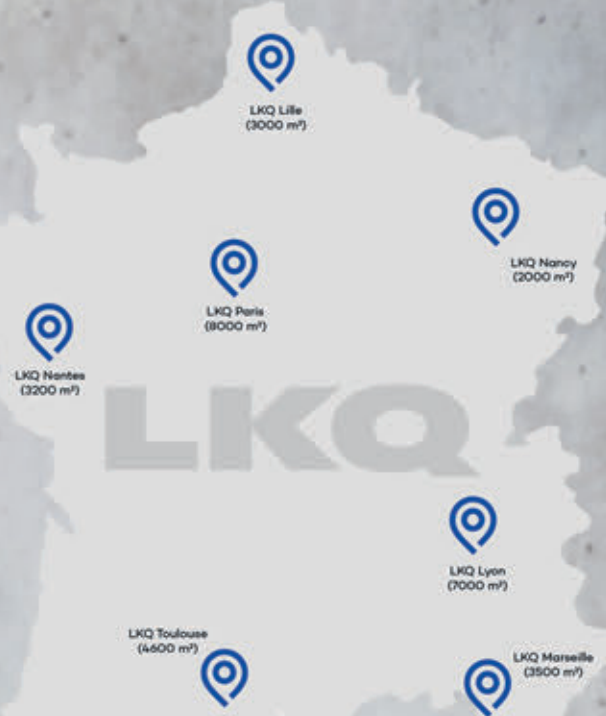 LKQ Lille
(3000 m²)
LKQ Nancy
(2000 m²)
LKQ Paris
(8000 m²)
LKQ Nantes
(3200 m²)
LKQ
LKQ Lyon
(7000 m²)
LKQ Toulouse
(4600 m²)
LKQ Marseille
(3500 m²)